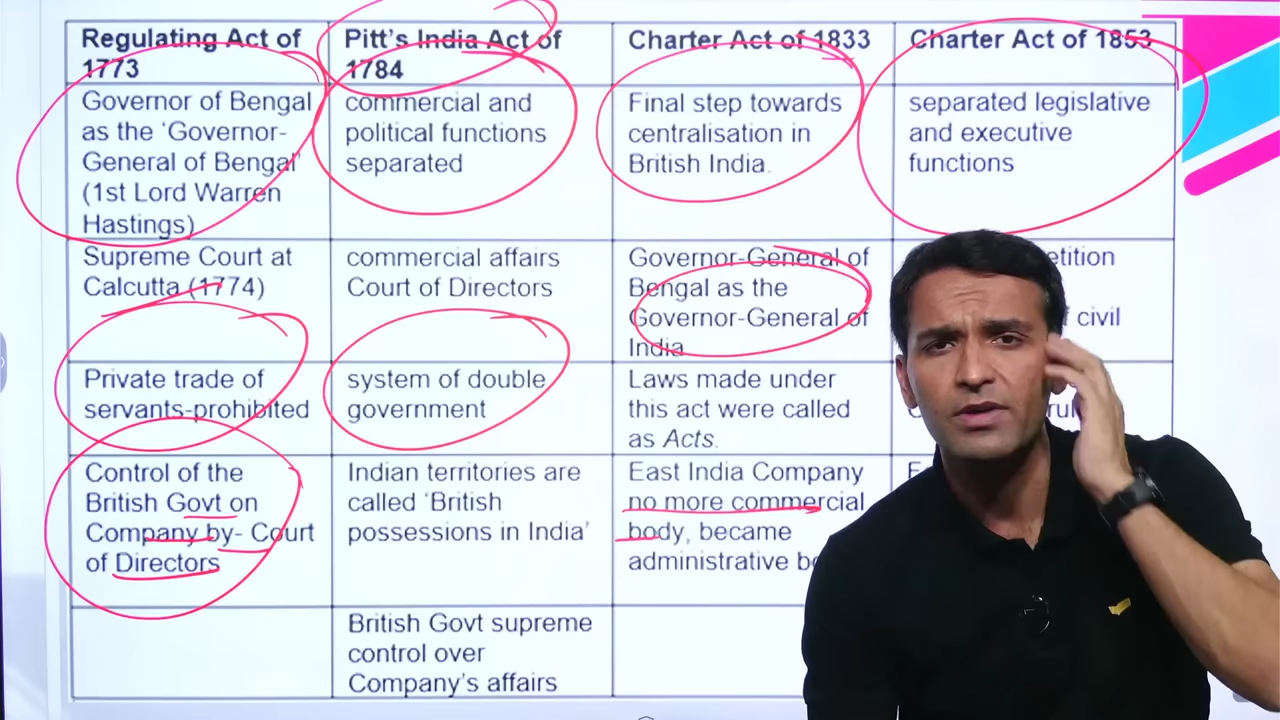 Regulating Act of
1773
Pitt's India Act of
1784
Charter Act of 1833
Charter Act of 1853
Governor of Bengal
as the 'Governor-
General of Bengal'
(1st Lord Warren
Hastings)
commercial and
political functions
separated
Final step towards
centralisation in
British India.
separated legislative
and executive
functions
Supreme Court at
Calcutta (1774)
commercial affairs
Court of Directors
Governor-General of
Bengal as the
Governor-General of
India
civil
Private trade of
servants-prohibited
system of double
government
Laws made under
this act were called
as Acts.
Control of the
British Govt on
Company by- Court
of Directors
Indian territories are
called 'British
possessions in India'
East India Company
no more commercial
body, became
administrative
British Govt supreme
control over
Company's affairs